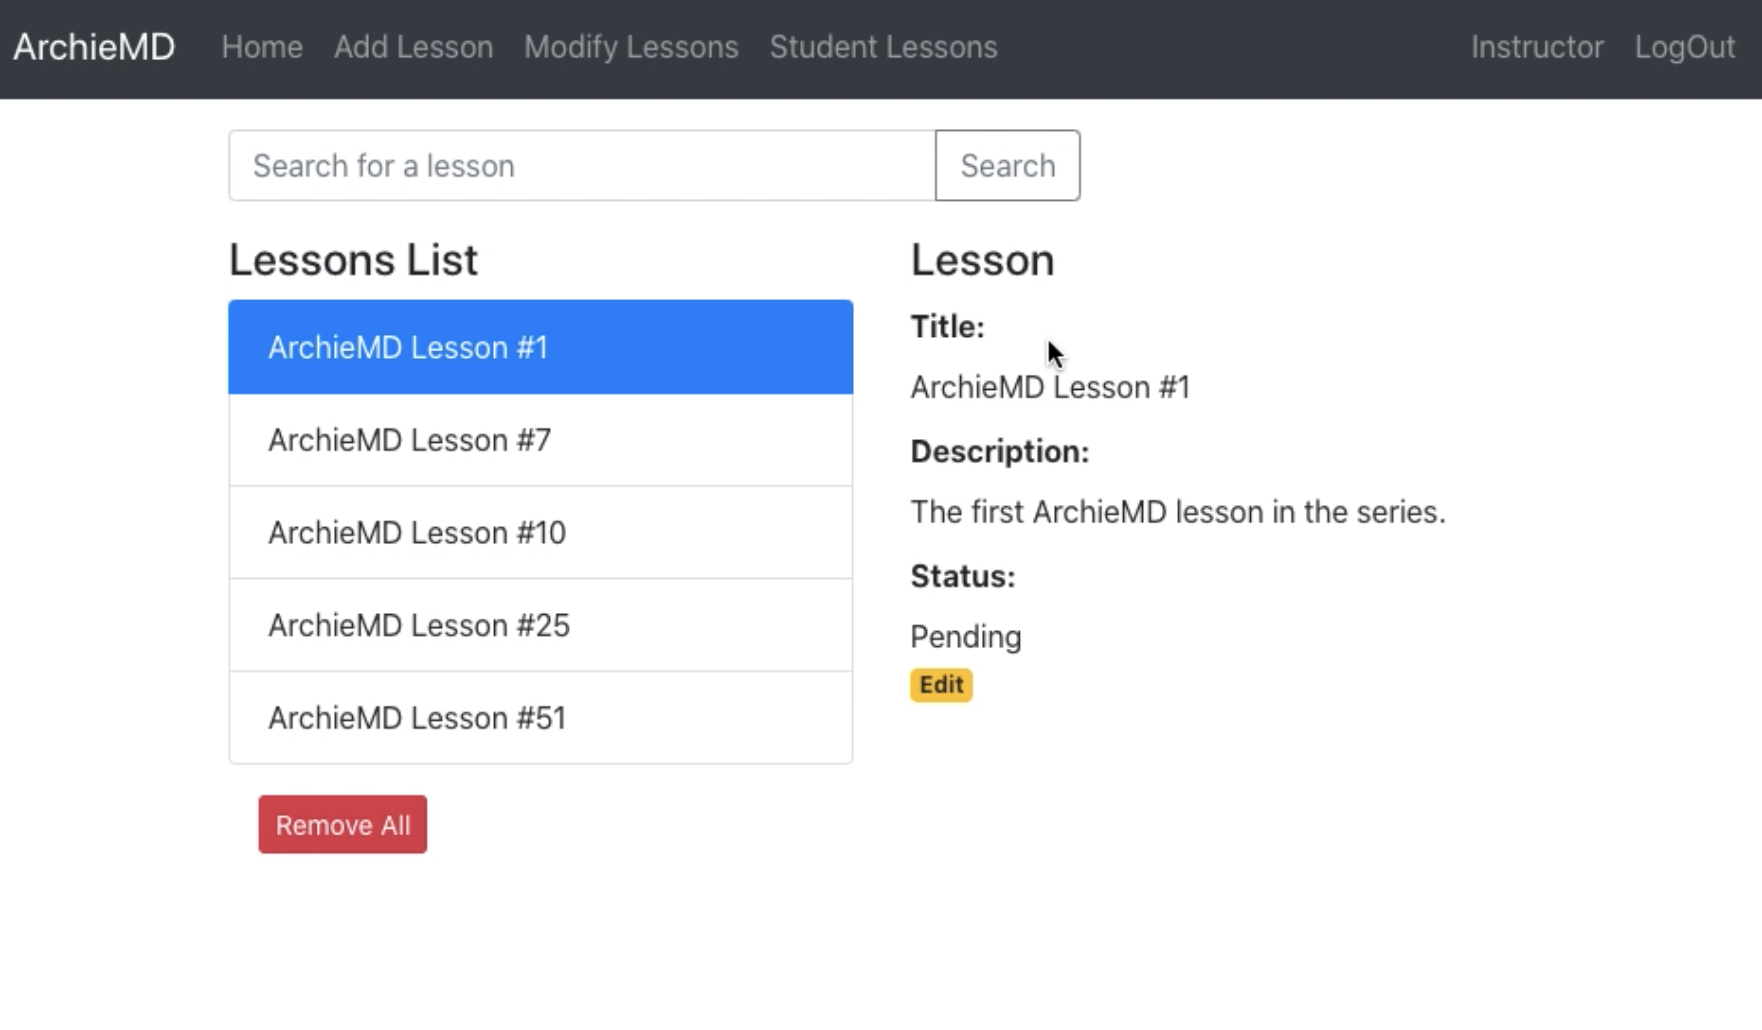 ArchieMD Home Add Lesson Modify Lessons Student Lessons Instructor LogOut
Search for a lesson Search
Lessons List
ArchieMD Lesson #1
ArchieMD Lesson #7
ArchieMD Lesson #10
ArchieMD Lesson #25
ArchieMD Lesson #51
Remove All
Lesson
Title:
ArchieMD Lesson #1
Description:
The first ArchieMD lesson in the series.
Status:
Pending
Edit